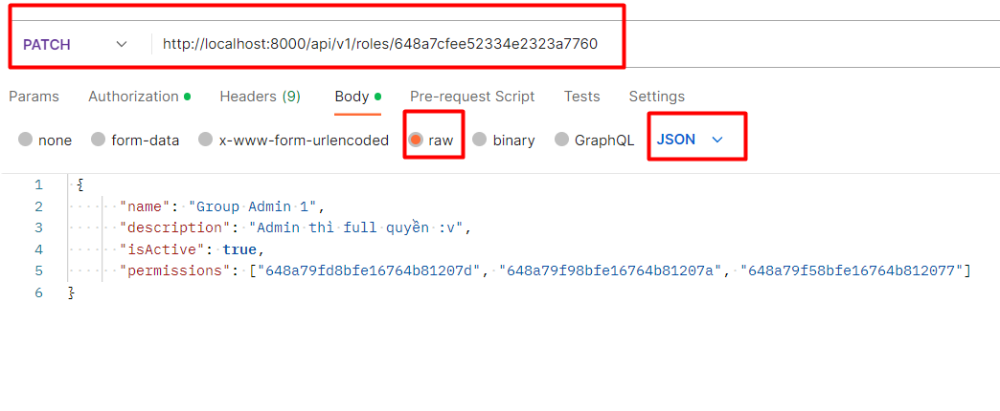 PATCH http://localhost:8000/api/v1/roles/648a7cfee52334e2323a7760
Params Authorization Headers (9) Body Pre-request Script Tests Settings
none form-data x-www-form-urlencoded raw binary GraphQL JSON
1 {
2 "name": "Group Admin 1",
3 "description": "Admin thì full quyền :v",
4 "isActive": true,
5 "permissions": ["648a79fd8bfe16764b81207d", "648a79f98bfe16764b81207a", "648a79f58bfe16764b812077"]
6 }